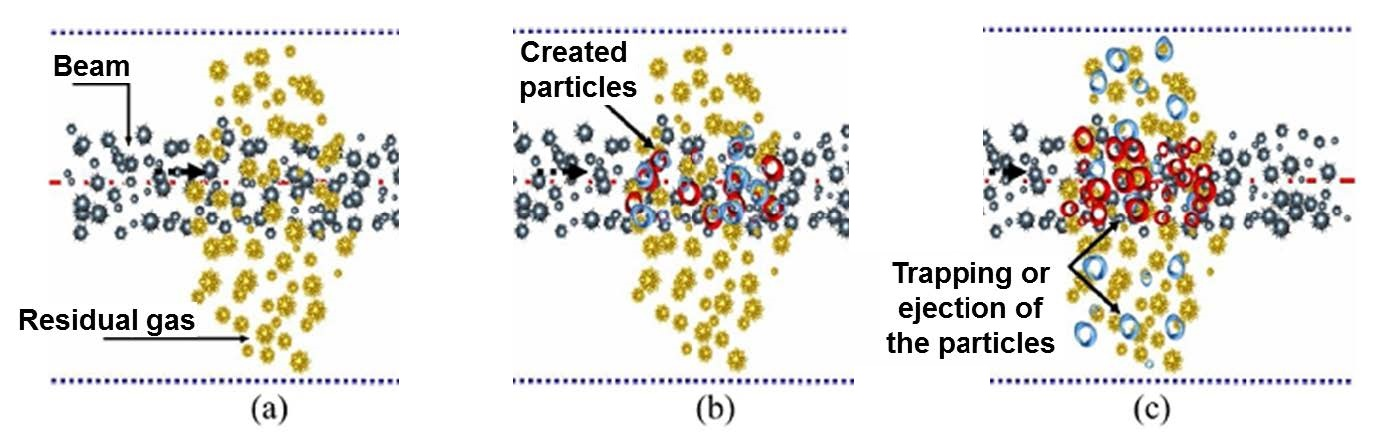 Beam
Residual gas
(a)
Created
particles
(b)
Trapping or
ejection of
the particles
(c)